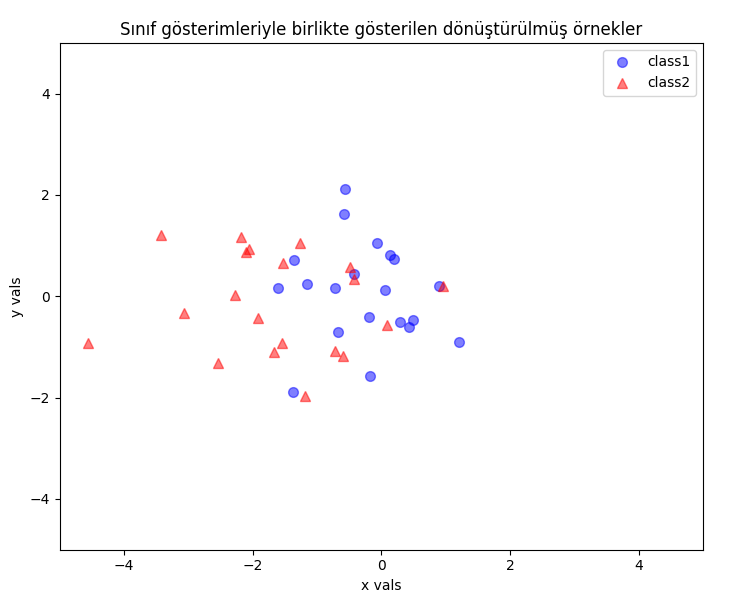 Sınıf gösterimleriyle birlikte gösterilen dönüştürülmüş örnekler
class1
class2
4
2
0
−2
−4
y vals
−4
−2
0
2
4
x vals